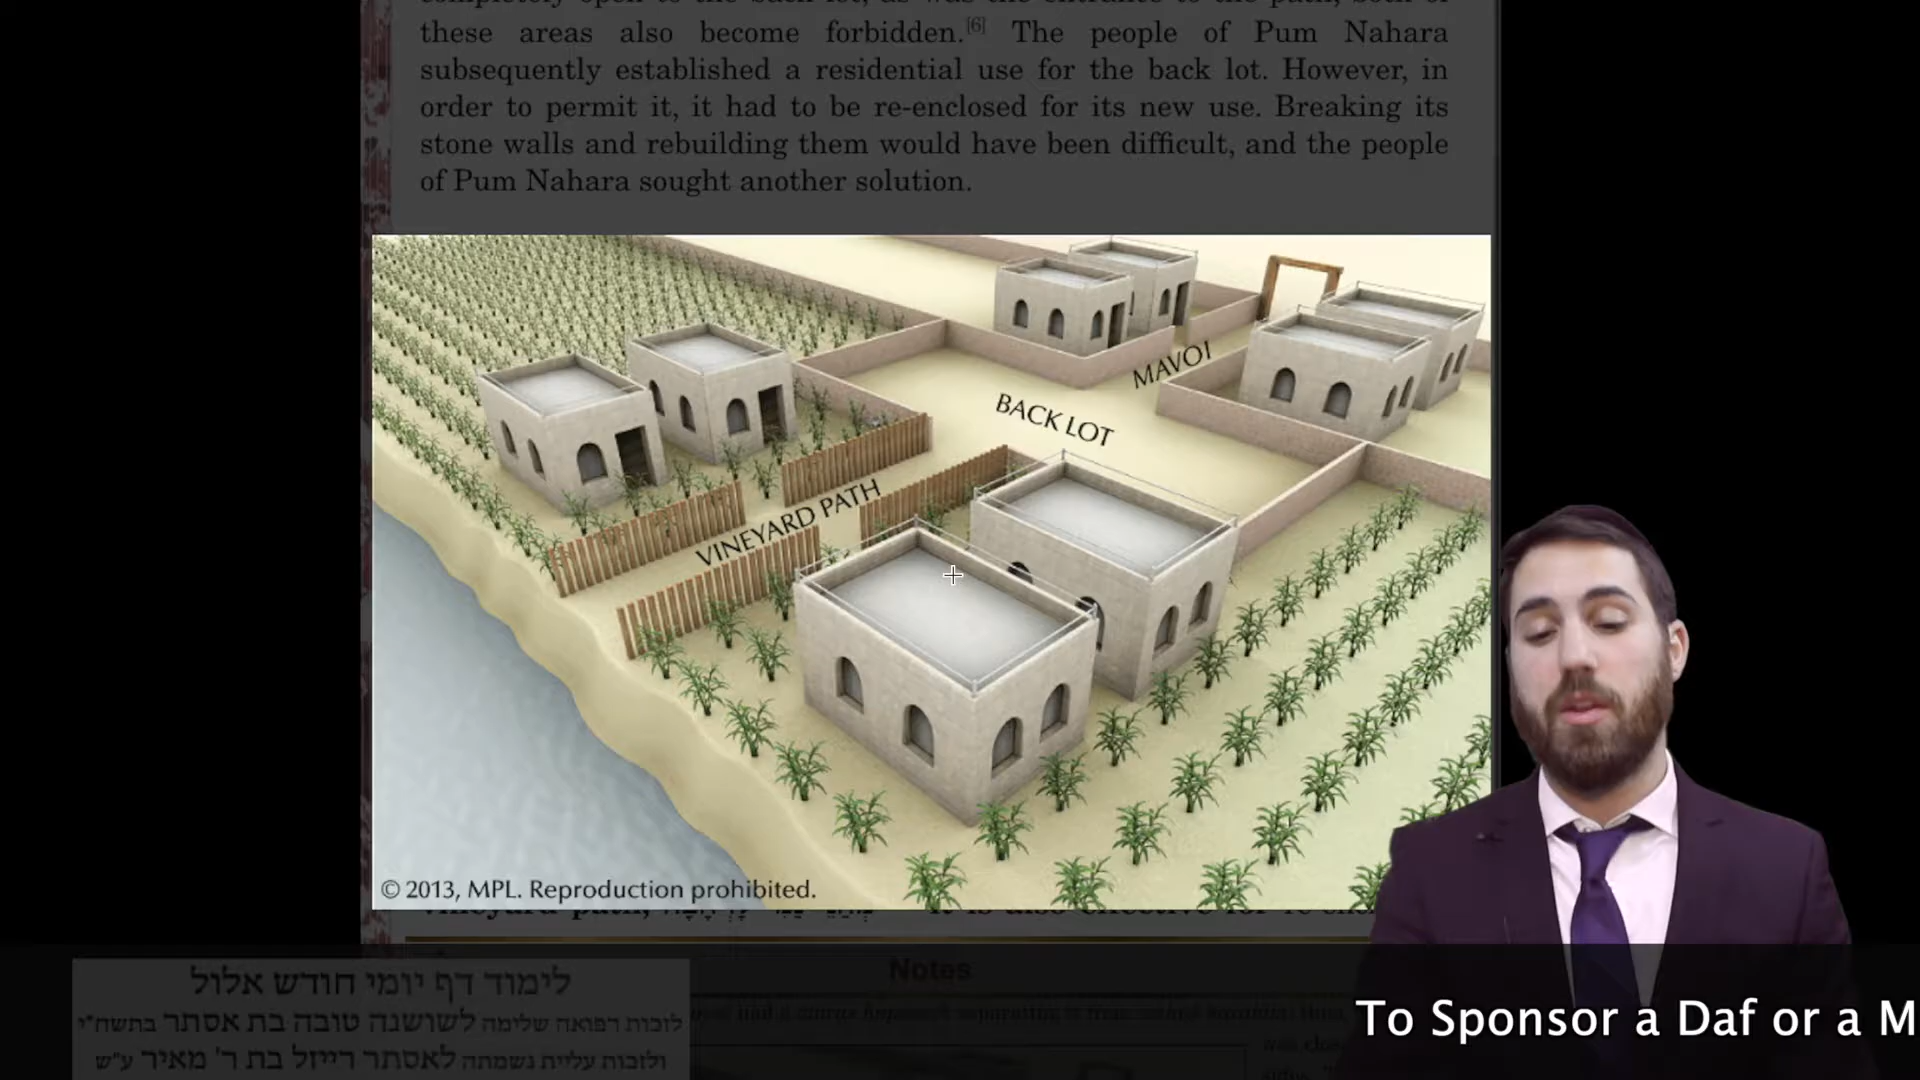 these areas also become forbidden.[6] The people of Pum Nahara
subsequently established a residential use for the back lot. However, in
order to permit it, it had to be re-enclosed for its new use. Breaking its
stone walls and rebuilding them would have been difficult, and the people
of Pum Nahara sought another solution.
MAVOI
BACK LOT
VINEYARD PATH
© 2013, MPL. Reproduction prohibited.
Notes
לימוד דף יומי חודש אלול
לזכות רפואה שלימה לשושנה טובה בת אסתר בתשח"י
ולזכות עליית נשמתה לאסתר רייזל בת ר' מאיר ע"ש
To Sponsor a Daf or a M